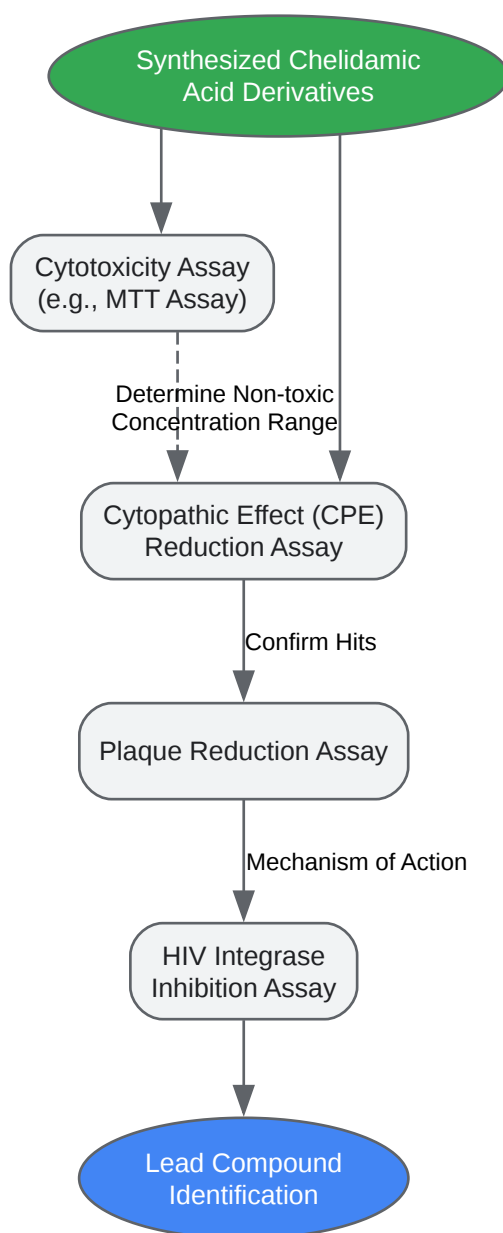 Synthesized Chelidamic
Acid Derivatives
Cytotoxicity Assay
(e.g., MTT Assay)
Determine Non-toxic
Concentration Range
Cytopathic Effect (CPE)
Reduction Assay
Confirm Hits
Plaque Reduction Assay
Mechanism of Action
HIV Integrase
Inhibition Assay
Lead Compound
Identification